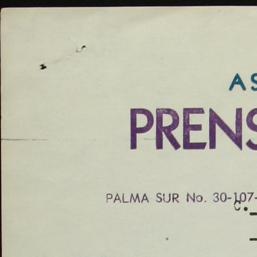 AS
PRENS
PALMA SUR No. 30-107-
C.